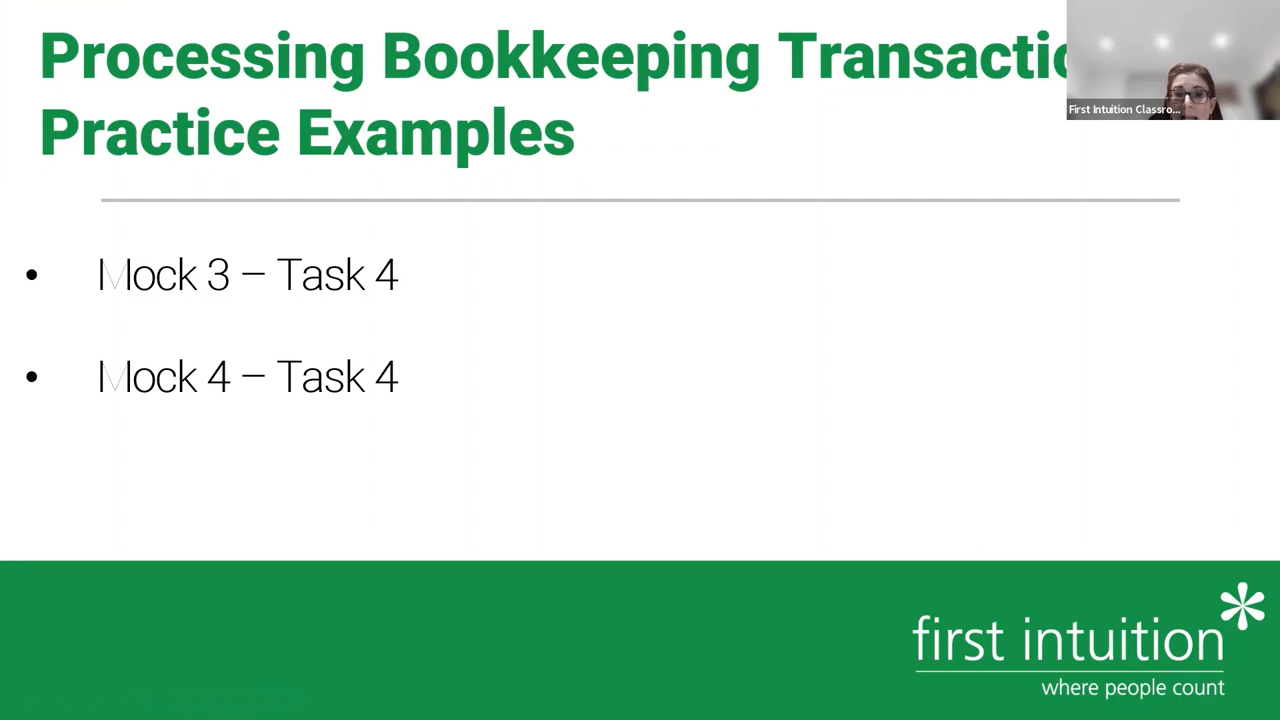 Processing Bookkeeping Transactio
Practice Examples
First Intuition Classro...
• Mock 3 – Task 4
• Mock 4 – Task 4
first intuition*
where people count